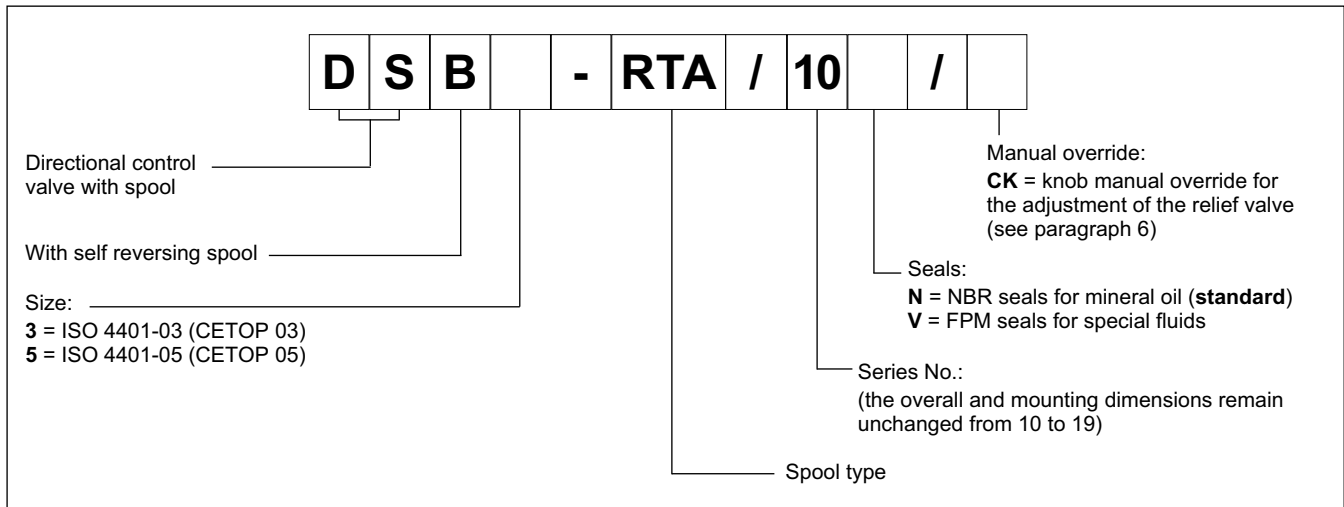 D S B - RTA / 10 /
Directional control
valve with spool
With self reversing spool
Size:
3 = ISO 4401-03 (CETOP 03)
5 = ISO 4401-05 (CETOP 05)
Manual override:
CK = knob manual override for
the adjustment of the relief valve
(see paragraph 6)
Seals:
N = NBR seals for mineral oil (standard)
V = FPM seals for special fluids
Series No.:
(the overall and mounting dimensions remain
unchanged from 10 to 19)
Spool type